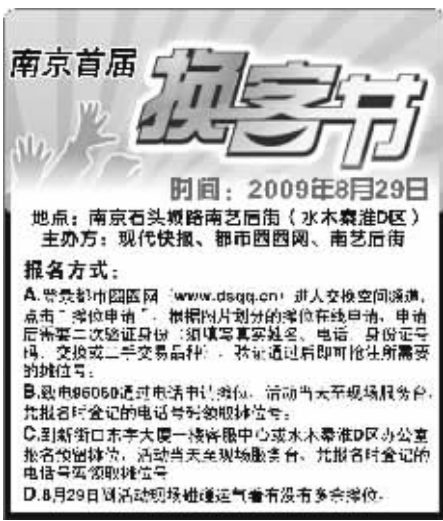 南京首届
换客节
时间：2009年8月29日
地点：南京石头城路南艺后街（水木秦淮D区）
主办方：现代快报、都市圈圈网、南艺后街
报名方式：
A.登录都市圈圈网（www.dsqq.cn）进入交换空间频道，
点击“摊位申请”，根据图片划分的摊位在线申请，申请
后需要二次验证身份（须填写真实姓名、电话、身份证号
码、交换或二手交易品种），验证通过后即可抢注所需要
的摊位号；
B.致电96060通过电话申请摊位，活动当天至现场服务台，
凭报名时登记的电话号码领取摊位号；
C.到新街口东宇大厦一楼客服中心或水木秦淮D区办公室
报名预留摊位，活动当天至现场服务台，凭报名时登记的
电话号码领取摊位号
D.8月29日到活动现场碰碰运气看有没有多余摊位。